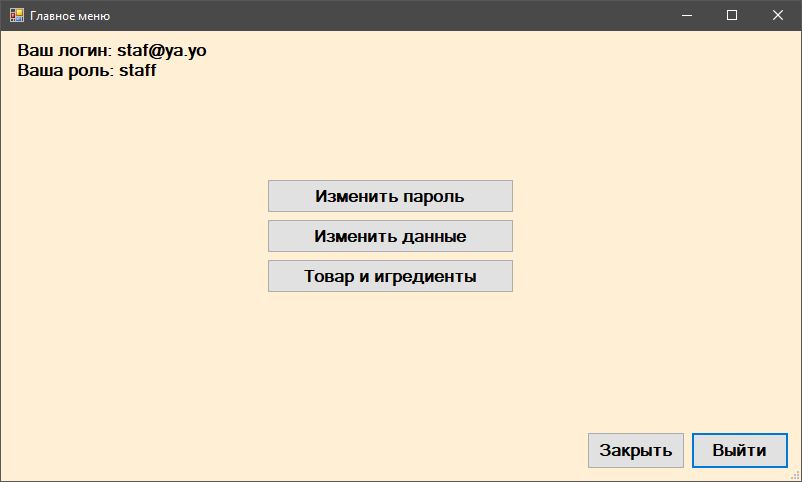 Главное меню
Ваш логин: staf@ya.yo
Ваша роль: staff
Изменить пароль
Изменить данные
Товар и игредиенты
Закрыть Выйти